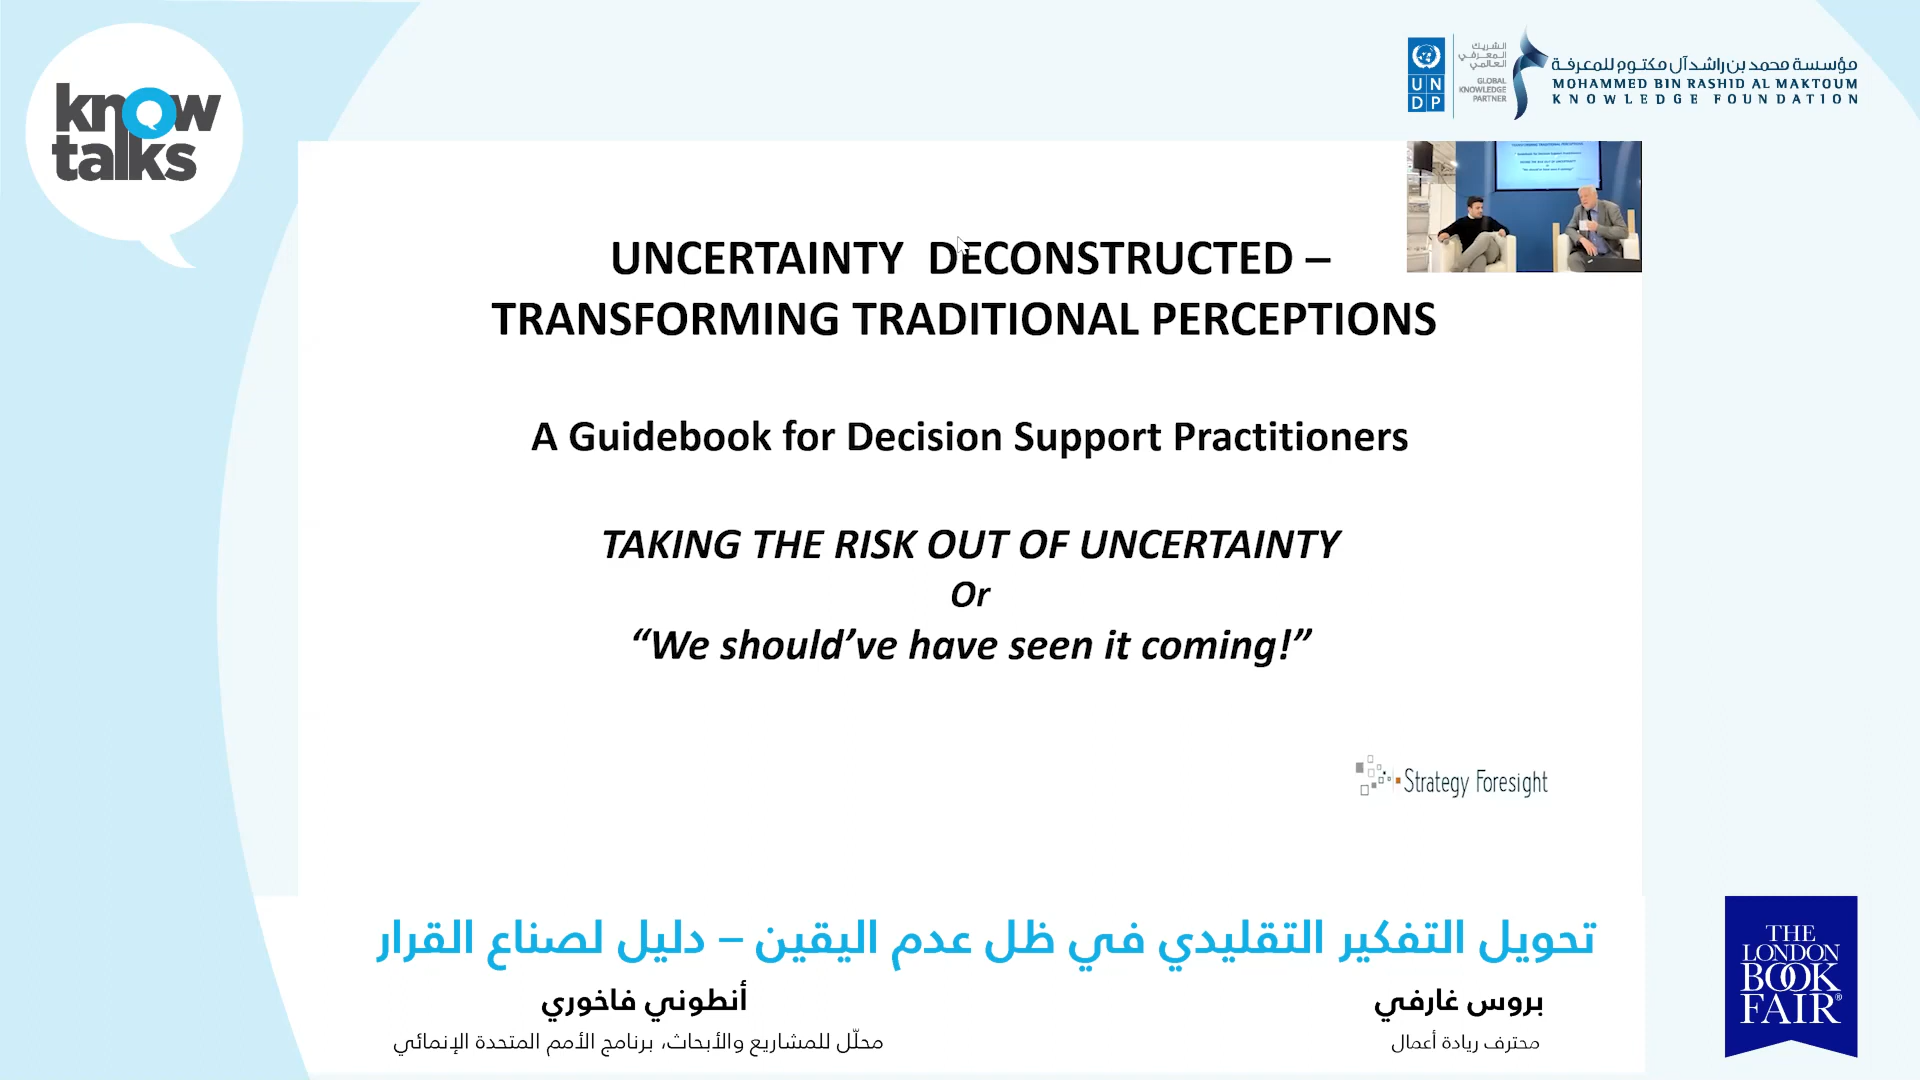 know
talks
UN
DP
الشريك
المعرفي
العالمي
GLOBAL
KNOWLEDGE
PARTNER
مؤسسة محمد بن راشد آل مكتوم للمعرفة
MOHAMMED BIN RASHID AL MAKTOUM
KNOWLEDGE FOUNDATION
UNCERTAINTY DECONSTRUCTED –
TRANSFORMING TRADITIONAL PERCEPTIONS
A Guidebook for Decision Support Practitioners
TAKING THE RISK OUT OF UNCERTAINTY
Or
“We should’ve have seen it coming!”
Strategy Foresight
تحويل التفكير التقليدي في ظل عدم اليقين – دليل لصناع القرار
بروس غارفي
محترف ريادة أعمال
أنطوني فاخوري
محلّل للمشاريع والأبحاث، برنامج الأمم المتحدة الإنمائي
THE
LONDON
BOOK
FAIR®